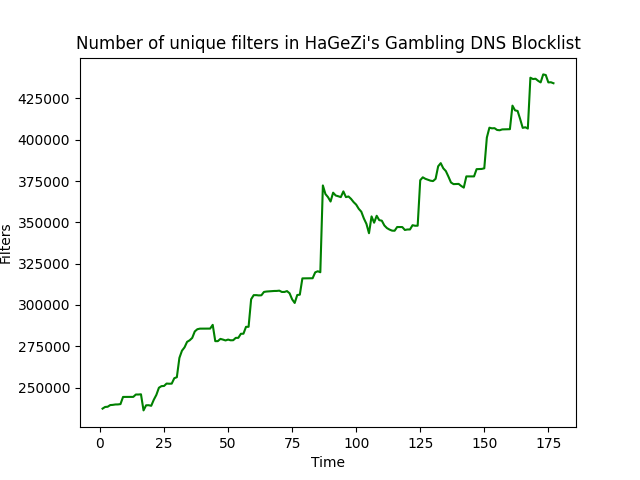 Number of unique filters in HaGeZi's Gambling DNS Blocklist
425000
400000
375000
350000
325000
300000
275000
250000
Filters
0 25 50 75 100 125 150 175
Time